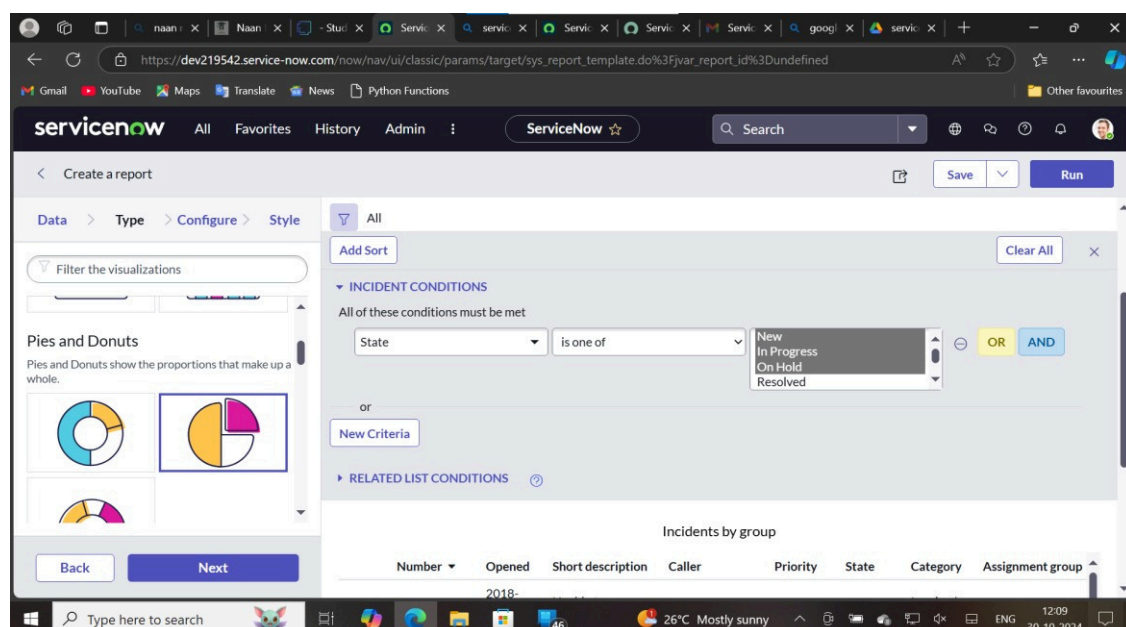 naan r
Naan
- Stud
Servic
servic
Servic
Servic
Servic
googl
servic
https://dev219542.service-now.com/now/nav/ui/classic/params/target/sys_report_template.do%3Fjvar_report_id%3Dundefined
Gmail YouTube Maps Translate News Python Functions Other favourites
servicenow All Favorites History Admin ServiceNow Search
Create a report Save Run
Data > Type > Configure > Style
All
Filter the visualizations
Add Sort Clear All
INCIDENT CONDITIONS
All of these conditions must be met
State is one of New
In Progress
On Hold
Resolved
OR AND
or
New Criteria
RELATED LIST CONDITIONS
Pies and Donuts
Pies and Donuts show the proportions that make up a
whole.
Back Next
Incidents by group
Number Opened Short description Caller Priority State Category Assignment group
2018-
Type here to search 46 26°C Mostly sunny ENG 12:09
30-10-2024